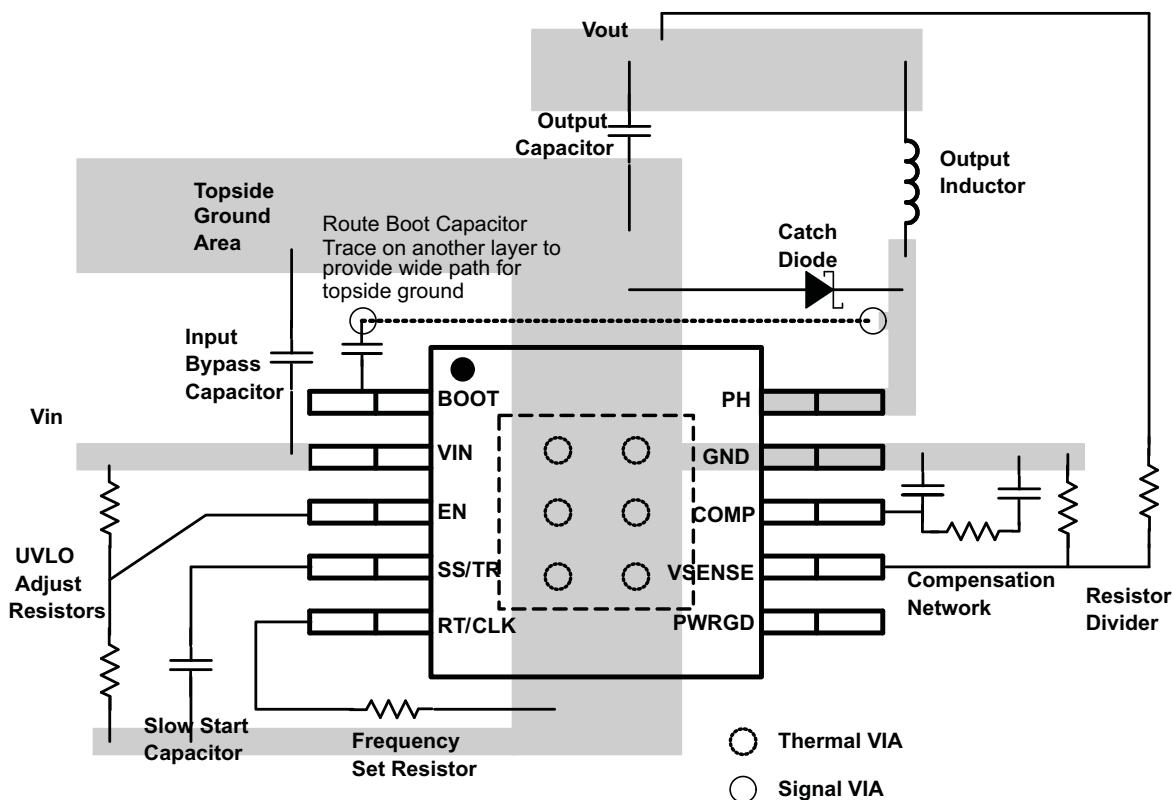 Vout
Output
Capacitor
Output
Inductor
Topside
Ground
Area
Route Boot Capacitor
Trace on another layer to
provide wide path for
topside ground
Catch
Diode
Input
Bypass
Capacitor
Vin
BOOT
VIN
EN
SS/TR
RT/CLK
PH
GND
COMP
VSENSE
PWRGD
UVLO
Adjust
Resistors
Slow Start
Capacitor
Frequency
Set Resistor
Compensation
Network
Resistor
Divider
Thermal VIA
Signal VIA